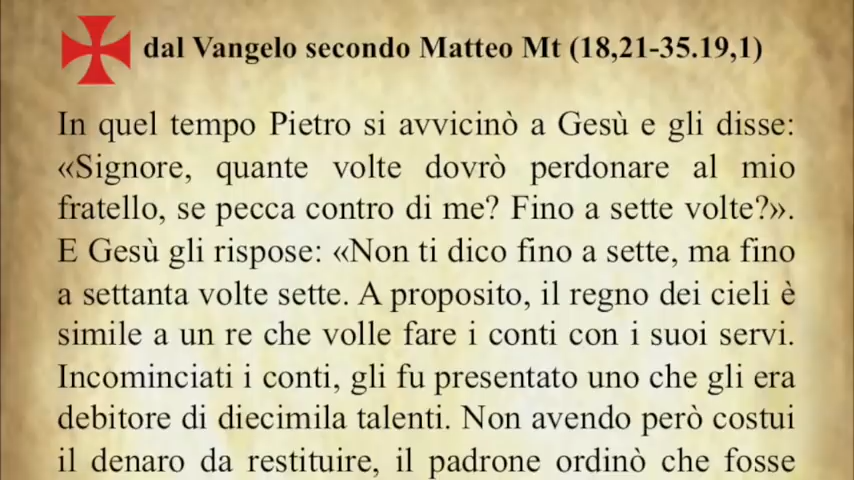 dal Vangelo secondo Matteo Mt (18,21-35.19,1)
In quel tempo Pietro si avvicinò a Gesù e gli disse:
«Signore, quante volte dovrò perdonare al mio
fratello, se pecca contro di me? Fino a sette volte?».
E Gesù gli rispose: «Non ti dico fino a sette, ma fino
a settanta volte sette. A proposito, il regno dei cieli è
simile a un re che volle fare i conti con i suoi servi.
Incominciati i conti, gli fu presentato uno che gli era
debitore di diecimila talenti. Non avendo però costui
il denaro da restituire, il padrone ordinò che fosse